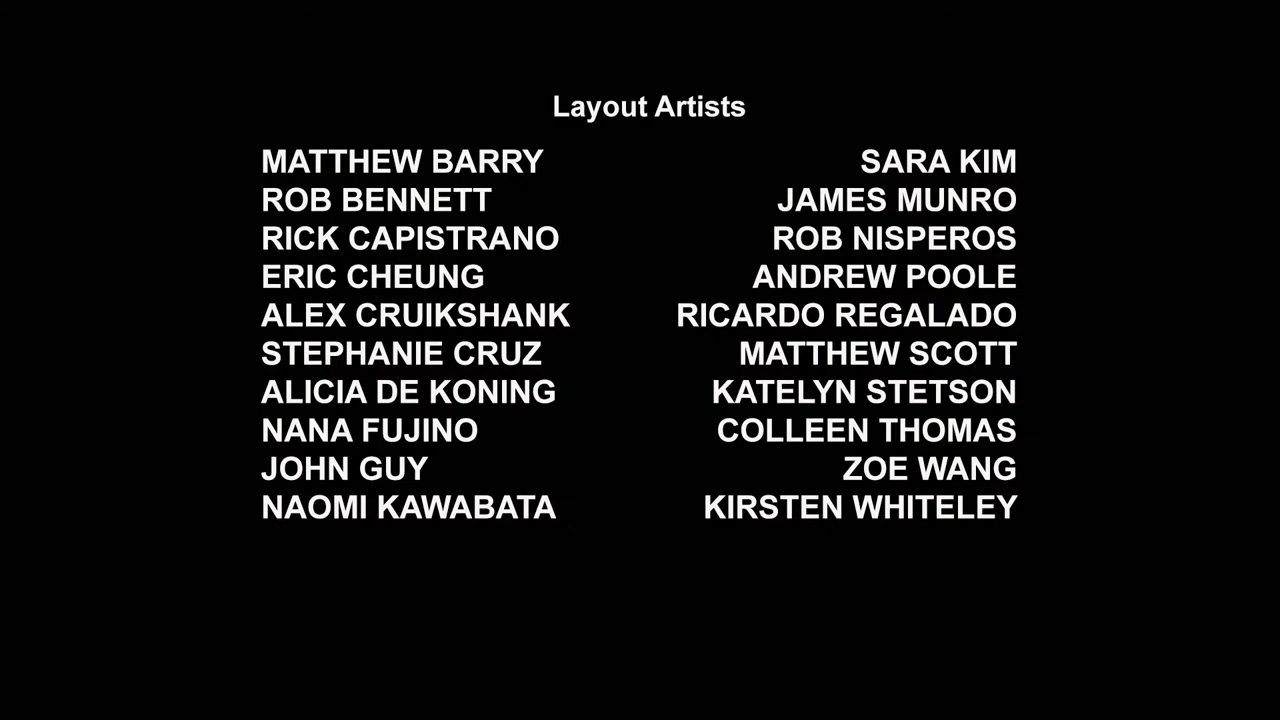 Layout Artists
MATTHEW BARRY
ROB BENNETT
RICK CAPISTRANO
ERIC CHEUNG
ALEX CRUIKSHANK
STEPHANIE CRUZ
ALICIA DE KONING
NANA FUJINO
JOHN GUY
NAOMI KAWABATA
SARA KIM
JAMES MUNRO
ROB NISPEROS
ANDREW POOLE
RICARDO REGALADO
MATTHEW SCOTT
KATELYN STETSON
COLLEEN THOMAS
ZOE WANG
KIRSTEN WHITELEY